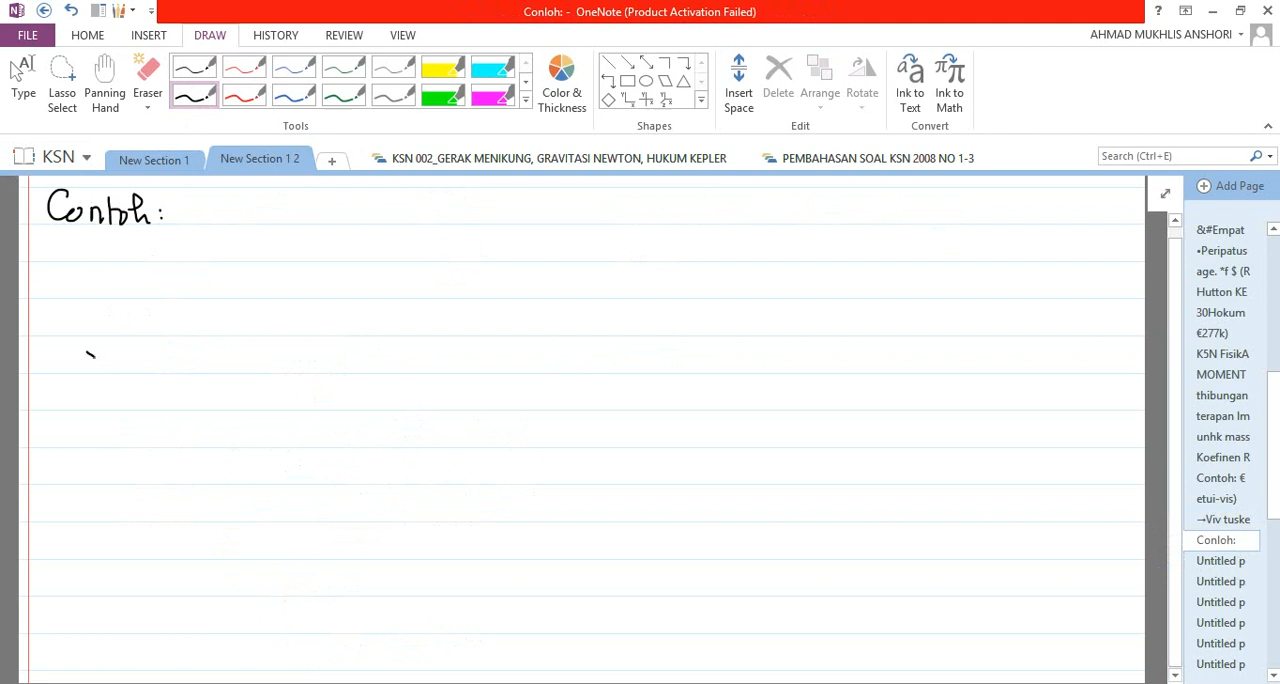 Conloh: - OneNote (Product Activation Failed)
?
FILE HOME INSERT DRAW HISTORY REVIEW VIEW
AHMAD MUKHLIS ANSHORI
Type
Lasso Select
Panning Hand
Eraser
Color & Thickness
Insert Space
Delete
Arrange
Rotate
Ink to Text
Ink to Math
Tools
Shapes
Edit
Convert
KSN
New Section 1
New Section 1 2
KSN 002_GERAK MENIKUNG, GRAVITASI NEWTON, HUKUM KEPLER
PEMBAHASAN SOAL KSN 2008 NO 1-3
Search (Ctrl+E)
Add Page
Contoh:
&#Empat
•Peripatus
age. *f $ (R
Hutton KE
30Hokum
€277k)
K5N FisikA
MOMENT
thibungan
terapan Im
unhk mass
Koefinen R
Contoh: €
etui-vis)
→Viv tuske
Conloh:
Untitled p
Untitled p
Untitled p
Untitled p
Untitled p
Untitled p